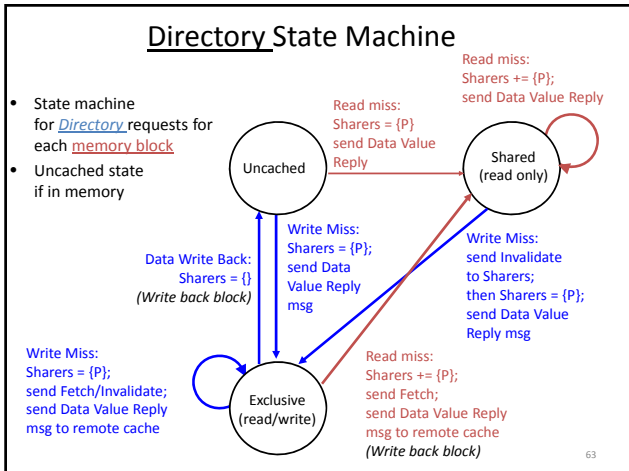 Directory State Machine
• State machine
for Directory requests for
each memory block
• Uncached state
if in memory
Read miss:
Sharers = {P}
send Data Value
Reply
Read miss:
Sharers += {P};
send Data Value Reply
Uncached
Shared
(read only)
Data Write Back:
Sharers = {}
(Write back block)
Write Miss:
Sharers = {P};
send Data
Value Reply
msg
Write Miss:
send Invalidate
to Sharers;
then Sharers = {P};
send Data Value
Reply msg
Write Miss:
Sharers = {P};
send Fetch/Invalidate;
send Data Value Reply
msg to remote cache
Exclusive
(read/write)
Read miss:
Sharers += {P};
send Fetch;
send Data Value Reply
msg to remote cache
(Write back block)
63